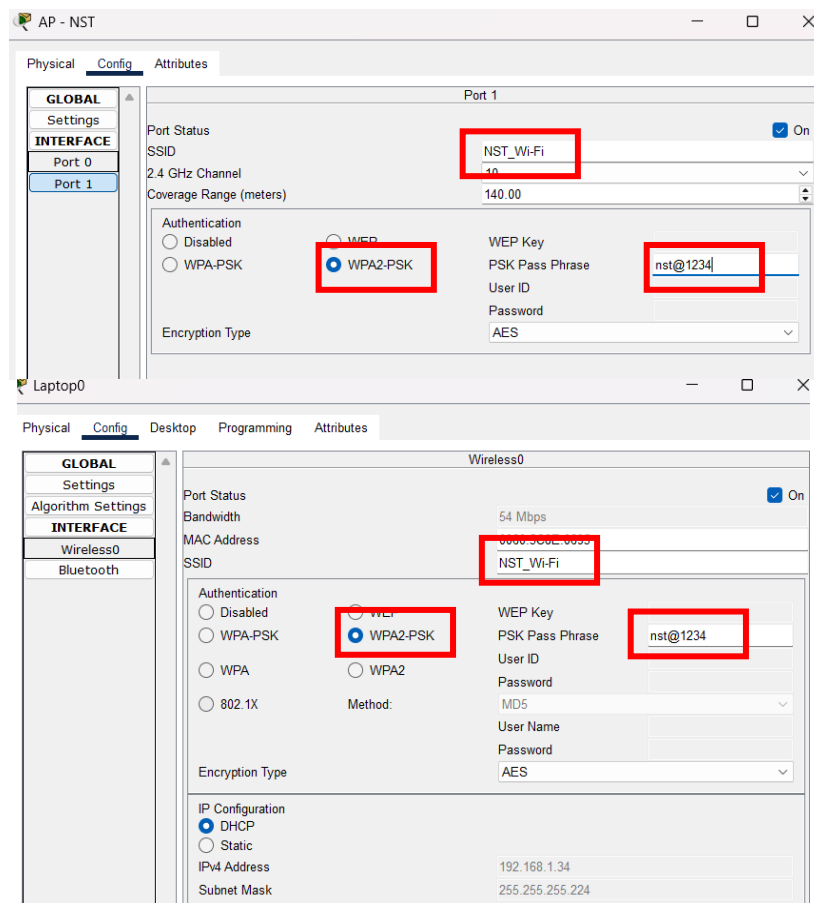 AP - NST
Physical Config Attributes
GLOBAL
Settings
INTERFACE
Port 0
Port 1
Port 1
Port Status On
SSID NST_Wi-Fi
2.4 GHz Channel 10
Coverage Range (meters) 140.00
Authentication
Disabled WEP WEP Key
WPA-PSK WPA2-PSK PSK Pass Phrase nst@1234
User ID
Password
Encryption Type AES
Laptop0
Physical Config Desktop Programming Attributes
GLOBAL
Settings
Algorithm Settings
INTERFACE
Wireless0
Bluetooth
Wireless0
Port Status On
Bandwidth 54 Mbps
MAC Address
SSID NST_Wi-Fi
Authentication
Disabled WEP WEP Key
WPA-PSK WPA2-PSK PSK Pass Phrase nst@1234
User ID
WPA WPA2
Password
802.1X Method: MD5
User Name
Password
Encryption Type AES
IP Configuration
DHCP
Static
IPv4 Address 192.168.1.34
Subnet Mask 255.255.255.224